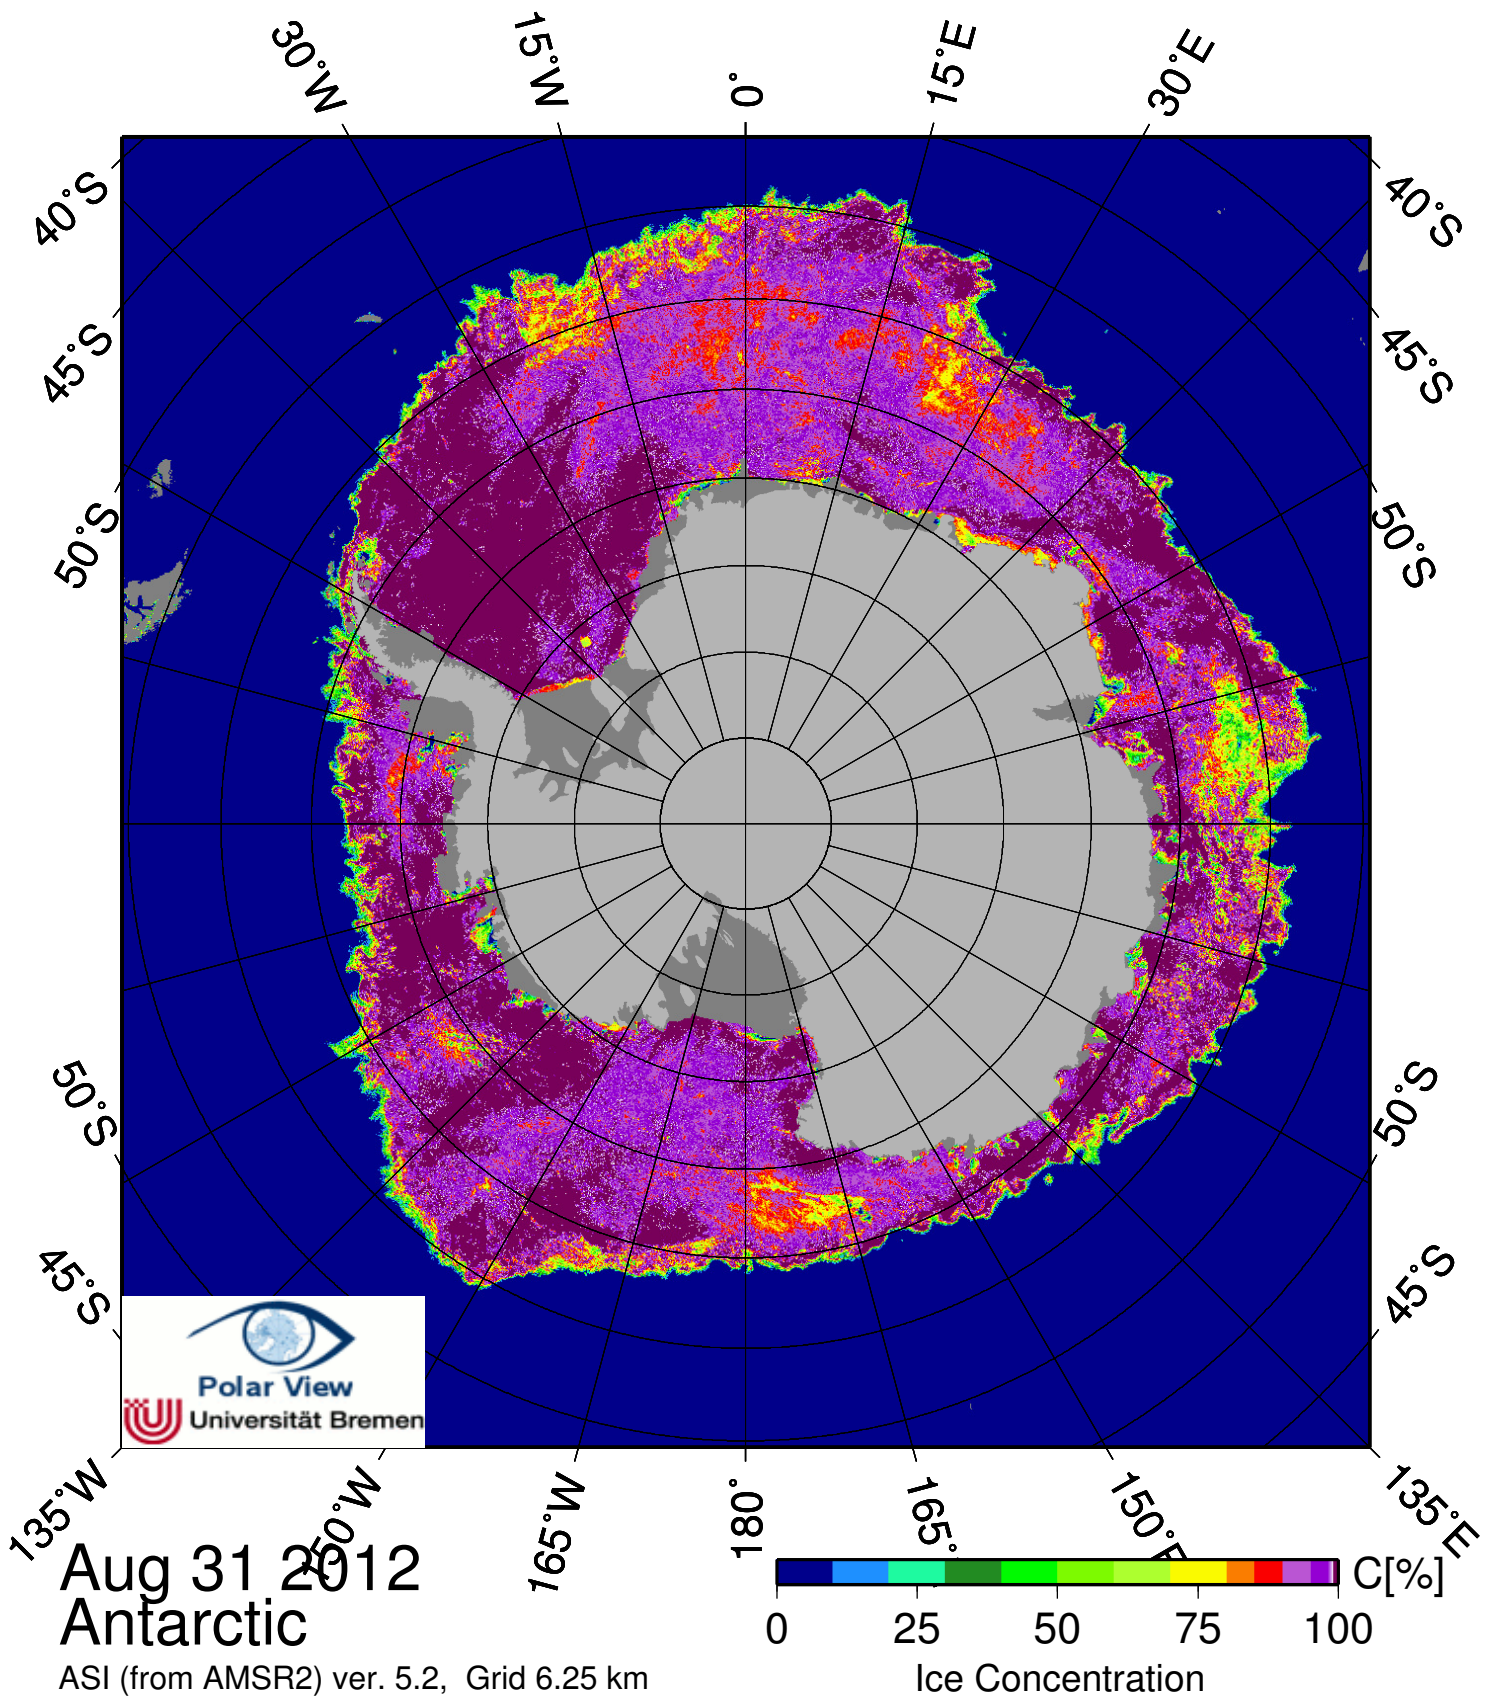 30°W
15°W
0°
15°E
30°E
40°S
40°S
45°S
45°S
50°S
50°S
50°S
50°S
45°S
45°S
Polar View
Universität Bremen
135°W
150°W
165°W
180°
165°
150°E
135°E
Aug 31 2012
Antarctic
ASI (from AMSR2) ver. 5.2, Grid 6.25 km
C[%]
0 25 50 75 100
Ice Concentration